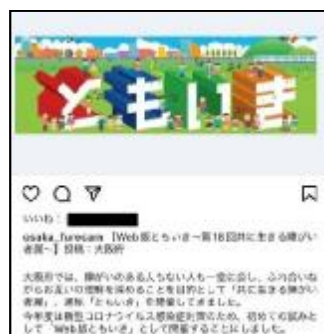 ともいき
いいね！
osaka_furusam 【Web版ともいき～第18回共に生きる障がい
者展～】投稿：大阪府
大阪府では、障がいのある人もない人も一堂に会し、ふれ合いな
がらお互いの理解を深めることを目的として「共に生きる障がい
者展」、通称「ともいき」を開催してきました。
今年度は新型コロナウイルス感染症対策のため、初めての試みと
して「Web版ともいき」として開催することにしました。